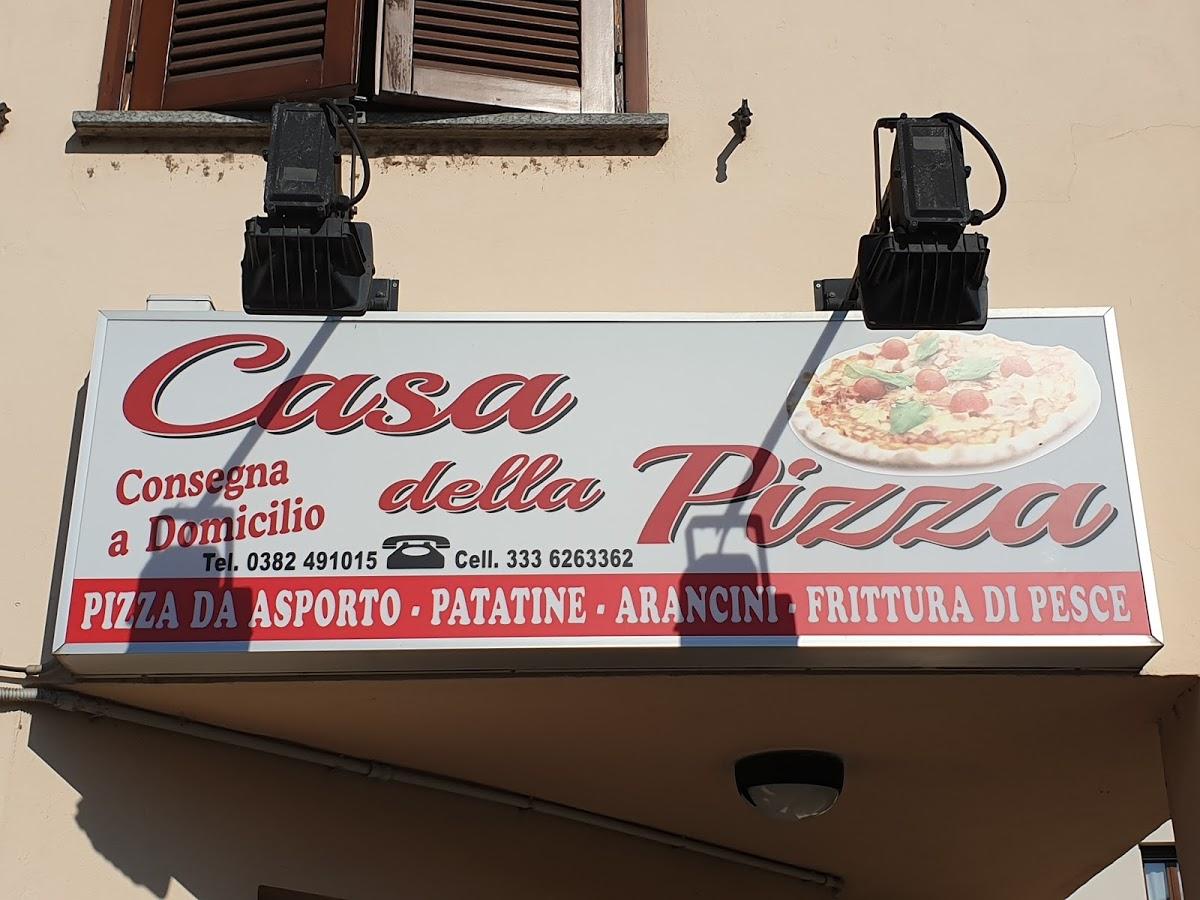 Casa
della Pizza
Consegna
a Domicilio
Tel. 0382 491015 Cell. 333 6263362
PIZZA DA ASPORTO - PATATINE - ARANCINI - FRITTURA DI PESCE